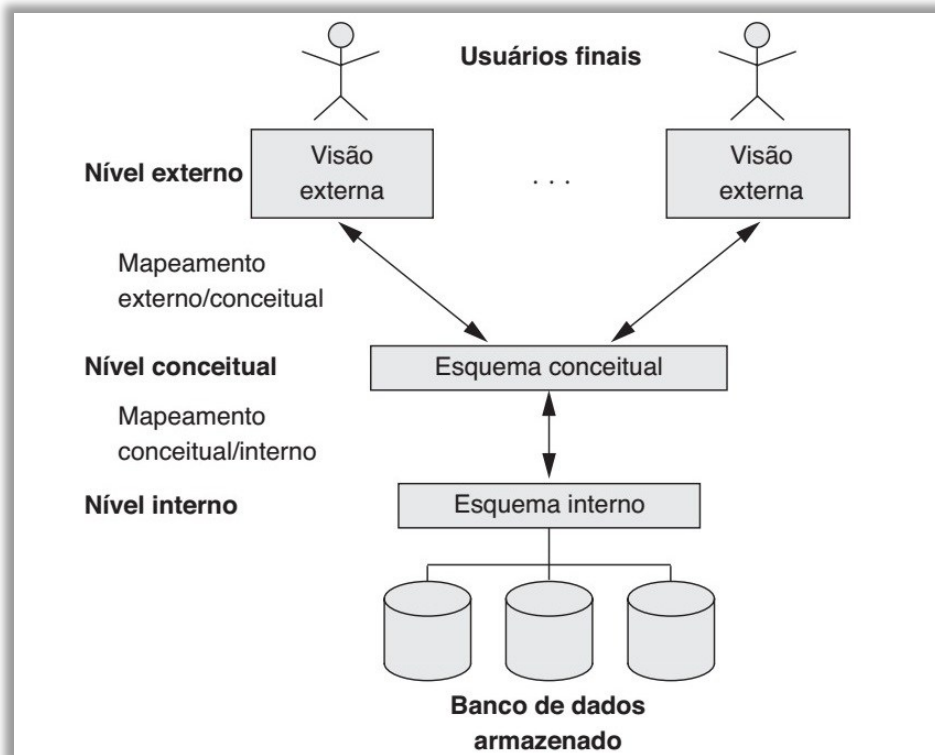 Usuários finais
Nível externo
Visão
externa
. . .
Visão
externa
Mapeamento
externo/conceitual
Nível conceitual
Esquema conceitual
Mapeamento
conceitual/interno
Nível interno
Esquema interno
Banco de dados
armazenado